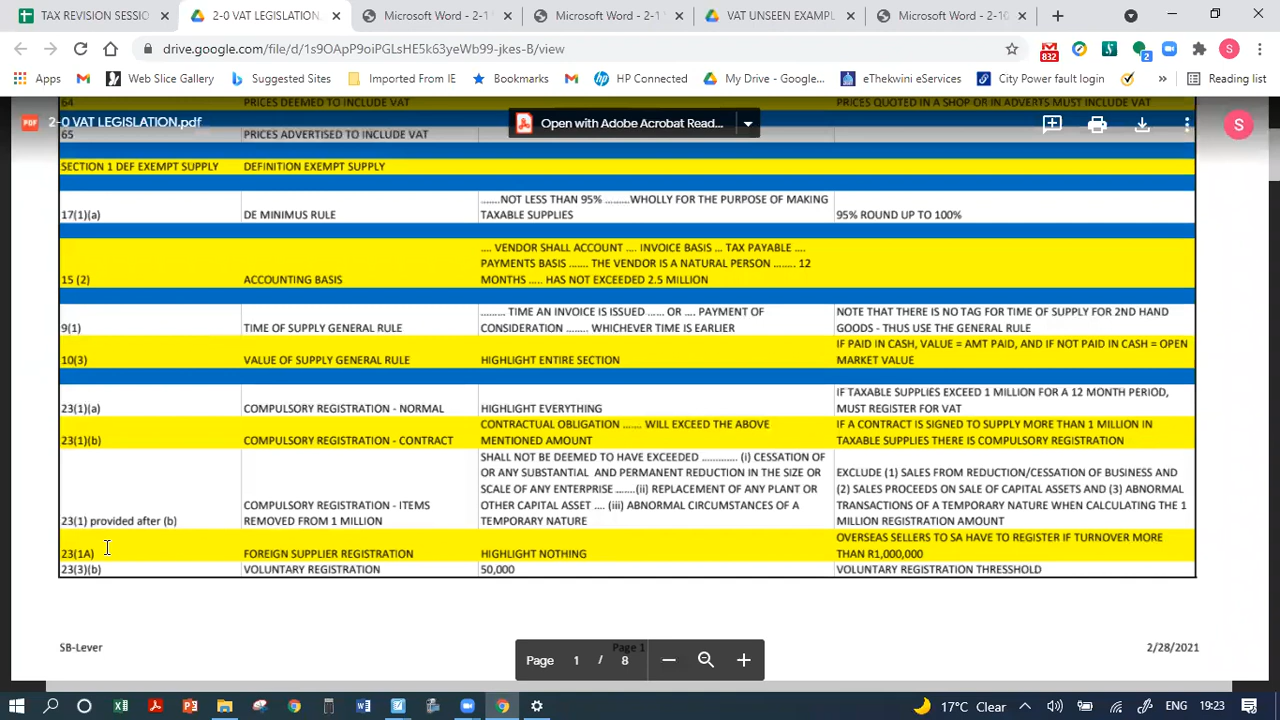 TAX REVISION SESSIO
2-0 VAT LEGISLATION.
Microsoft Word - 2-1
Microsoft Word - 2-1
VAT UNSEEN EXAMPL
Microsoft Word - 2-10
drive.google.com/file/d/1s9OApP9oiPGLsHE5k63yeWb99-jkes-B/view
832
2
S
Apps
Web Slice Gallery
Suggested Sites
Imported From IE
Bookmarks
HP Connected
My Drive - Google...
eThekwini eServices
City Power fault login
»
Reading list
64 PRICES DEEMED TO INCLUDE VAT PRICES QUOTED IN A SHOP OR IN ADVERTS MUST INCLUDE VAT
PDF 2-0 VAT LEGISLATION.pdf
Open with Adobe Acrobat Read...
S
65 PRICES ADVERTISED TO INCLUDE VAT
SECTION 1 DEF EXEMPT SUPPLY DEFINITION EXEMPT SUPPLY
.......NOT LESS THAN 95% .........WHOLLY FOR THE PURPOSE OF MAKING
17(1)(a) DE MINIMUS RULE TAXABLE SUPPLIES 95% ROUND UP TO 100%
.... VENDOR SHALL ACCOUNT .... INVOICE BASIS ... TAX PAYABLE ....
PAYMENTS BASIS ....... THE VENDOR IS A NATURAL PERSON ........ 12
15 (2) ACCOUNTING BASIS MONTHS ..... HAS NOT EXCEEDED 2.5 MILLION
......... TIME AN INVOICE IS ISSUED ...... OR .... PAYMENT OF NOTE THAT THERE IS NO TAG FOR TIME OF SUPPLY FOR 2ND HAND
9(1) TIME OF SUPPLY GENERAL RULE CONSIDERATION ........ WHICHEVER TIME IS EARLIER GOODS - THUS USE THE GENERAL RULE
IF PAID IN CASH, VALUE = AMT PAID, AND IF NOT PAID IN CASH = OPEN
10(3) VALUE OF SUPPLY GENERAL RULE HIGHLIGHT ENTIRE SECTION MARKET VALUE
IF TAXABLE SUPPLIES EXCEED 1 MILLION FOR A 12 MONTH PERIOD,
23(1)(a) COMPULSORY REGISTRATION - NORMAL HIGHLIGHT EVERYTHING MUST REGISTER FOR VAT
CONTRACTUAL OBLIGATION ....... WILL EXCEED THE ABOVE IF A CONTRACT IS SIGNED TO SUPPLY MORE THAN 1 MILLION IN
23(1)(b) COMPULSORY REGISTRATION - CONTRACT MENTIONED AMOUNT TAXABLE SUPPLIES THERE IS COMPULSORY REGISTRATION
SHALL NOT BE DEEMED TO HAVE EXCEEDED ............. (i) CESSATION OF
OR ANY SUBSTANTIAL AND PERMANENT REDUCTION IN THE SIZE OR EXCLUDE (1) SALES FROM REDUCTION/CESSATION OF BUSINESS AND
SCALE OF ANY ENTERPRISE .......(ii) REPLACEMENT OF ANY PLANT OR (2) SALES PROCEEDS ON SALE OF CAPITAL ASSETS AND (3) ABNORMAL
COMPULSORY REGISTRATION - ITEMS OTHER CAPITAL ASSET .... (iii) ABNORMAL CIRCUMSTANCES OF A TRANSACTIONS OF A TEMPORARY NATURE WHEN CALCULATING THE 1
23(1) provided after (b) REMOVED FROM 1 MILLION TEMPORARY NATURE MILLION REGISTRATION AMOUNT
OVERSEAS SELLERS TO SA HAVE TO REGISTER IF TURNOVER MORE
23(1A) FOREIGN SUPPLIER REGISTRATION HIGHLIGHT NOTHING THAN R1,000,000
23(3)(b) VOLUNTARY REGISTRATION 50,000 VOLUNTARY REGISTRATION THRESHOLD
SB-Lever Page 1 2/28/2021
Page 1 / 8
17°C Clear
ENG
19:23